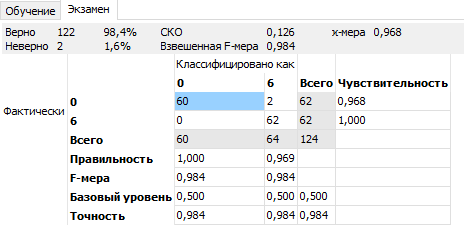 Обучение Экзамен
Верно 122 98,4% СКО 0,126 х-мера 0,968
Неверно 2 1,6% Взвешенная F-мера 0,984
Классифицировано как
0 6 Всего Чувствительность
Фактически 0 60 2 62 0,968
6 0 62 62 1,000
Всего 60 64 124
Правильность 1,000 0,969
F-мера 0,984 0,984
Базовый уровень 0,500 0,500 0,500
Точность 0,984 0,984 0,984